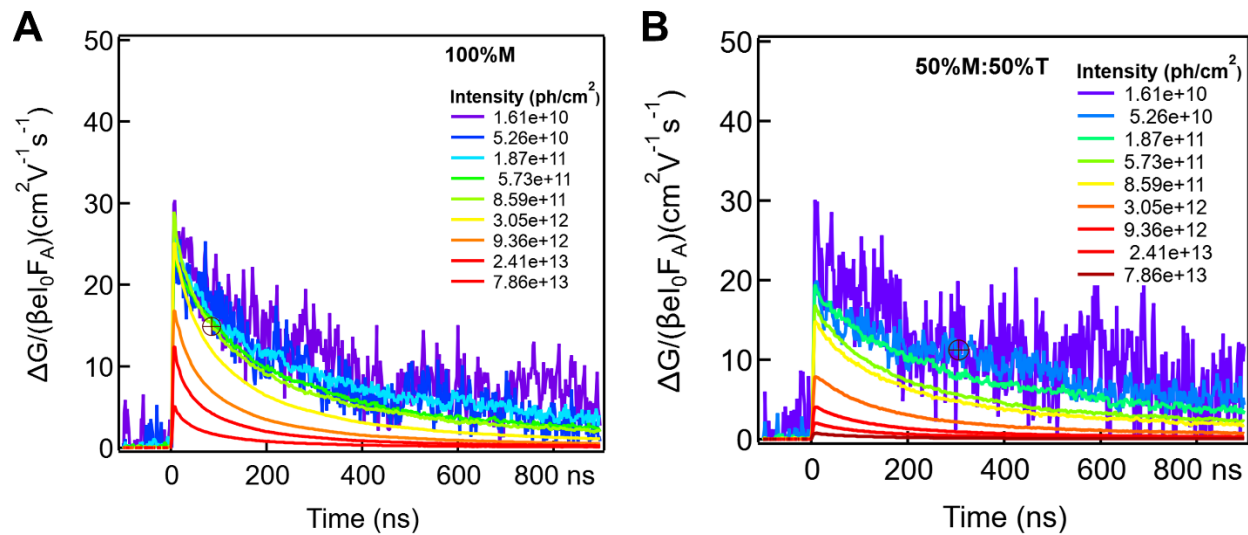 A
50
40
30
20
10
0
ΔG/(βeI₀F_A)(cm²V⁻¹s⁻¹)
100%M
Intensity (ph/cm²)
1.61e+10
5.26e+10
1.87e+11
5.73e+11
8.59e+11
3.05e+12
9.36e+12
2.41e+13
7.86e+13
0 200 400 600 800 ns
Time (ns)
B
50
40
30
20
10
0
ΔG/(βeI₀F_A)(cm²V⁻¹s⁻¹)
50%M:50%T
Intensity (ph/cm²)
1.61e+10
5.26e+10
1.87e+11
5.73e+11
8.59e+11
3.05e+12
9.36e+12
2.41e+13
7.86e+13
0 200 400 600 800 ns
Time (ns)